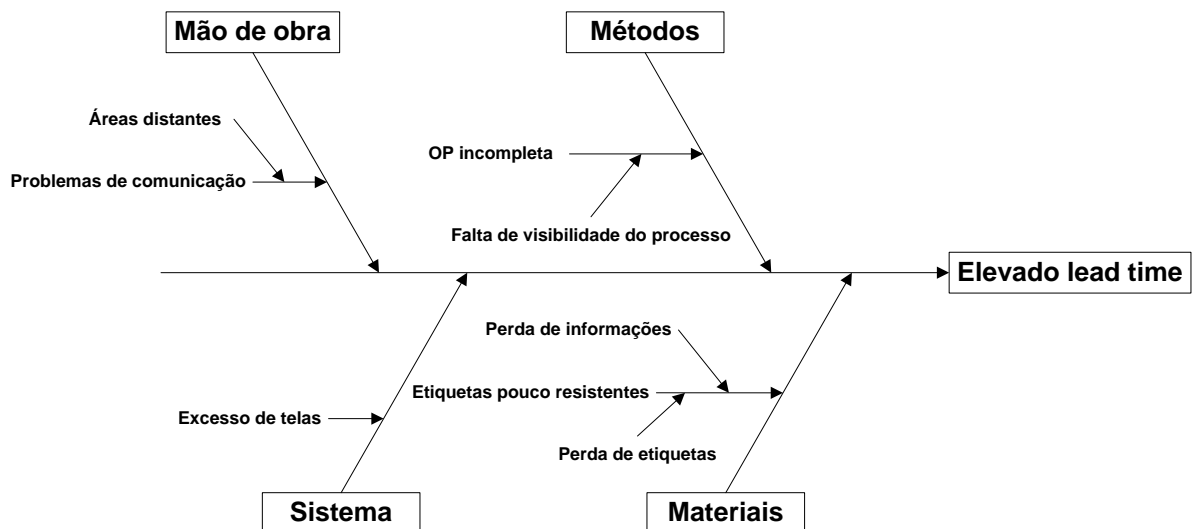 Mão de obra
Métodos
Áreas distantes
OP incompleta
Problemas de comunicação
Falta de visibilidade do processo
Elevado lead time
Perda de informações
Etiquetas pouco resistentes
Excesso de telas
Perda de etiquetas
Sistema
Materiais